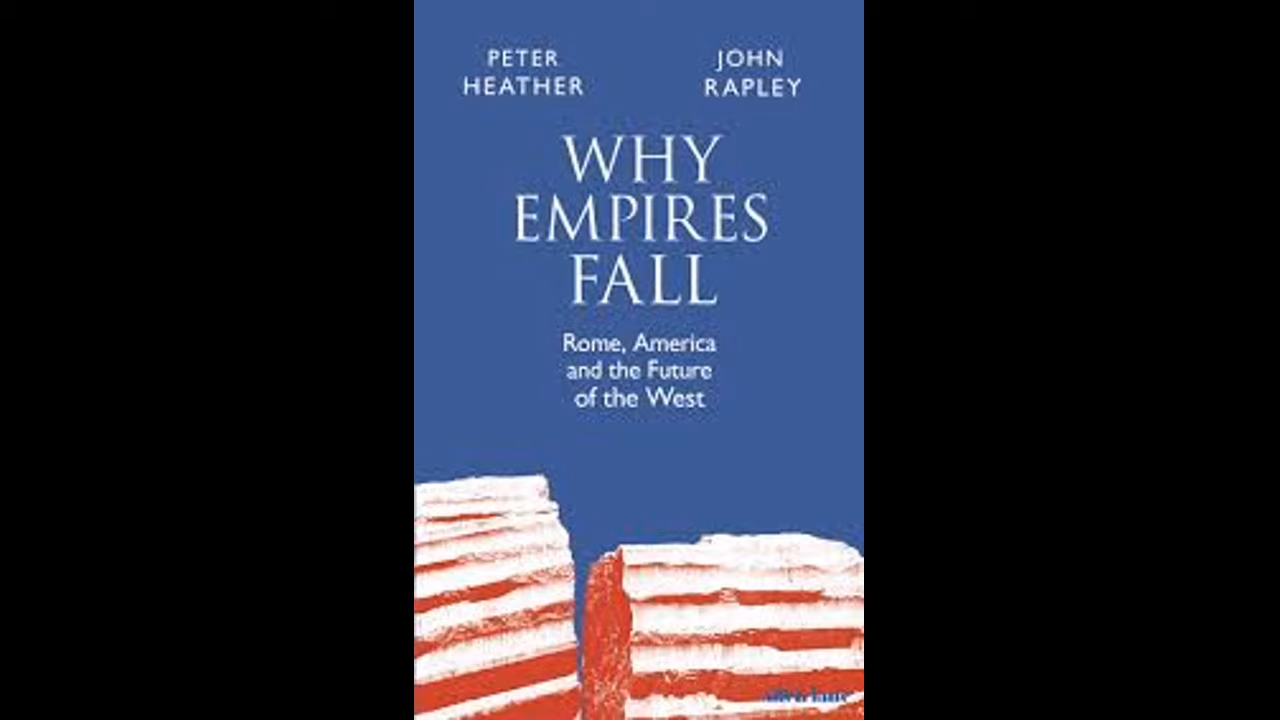 PETER
HEATHER
JOHN
RAPLEY
WHY
EMPIRES
FALL
Rome, America
and the Future
of the West